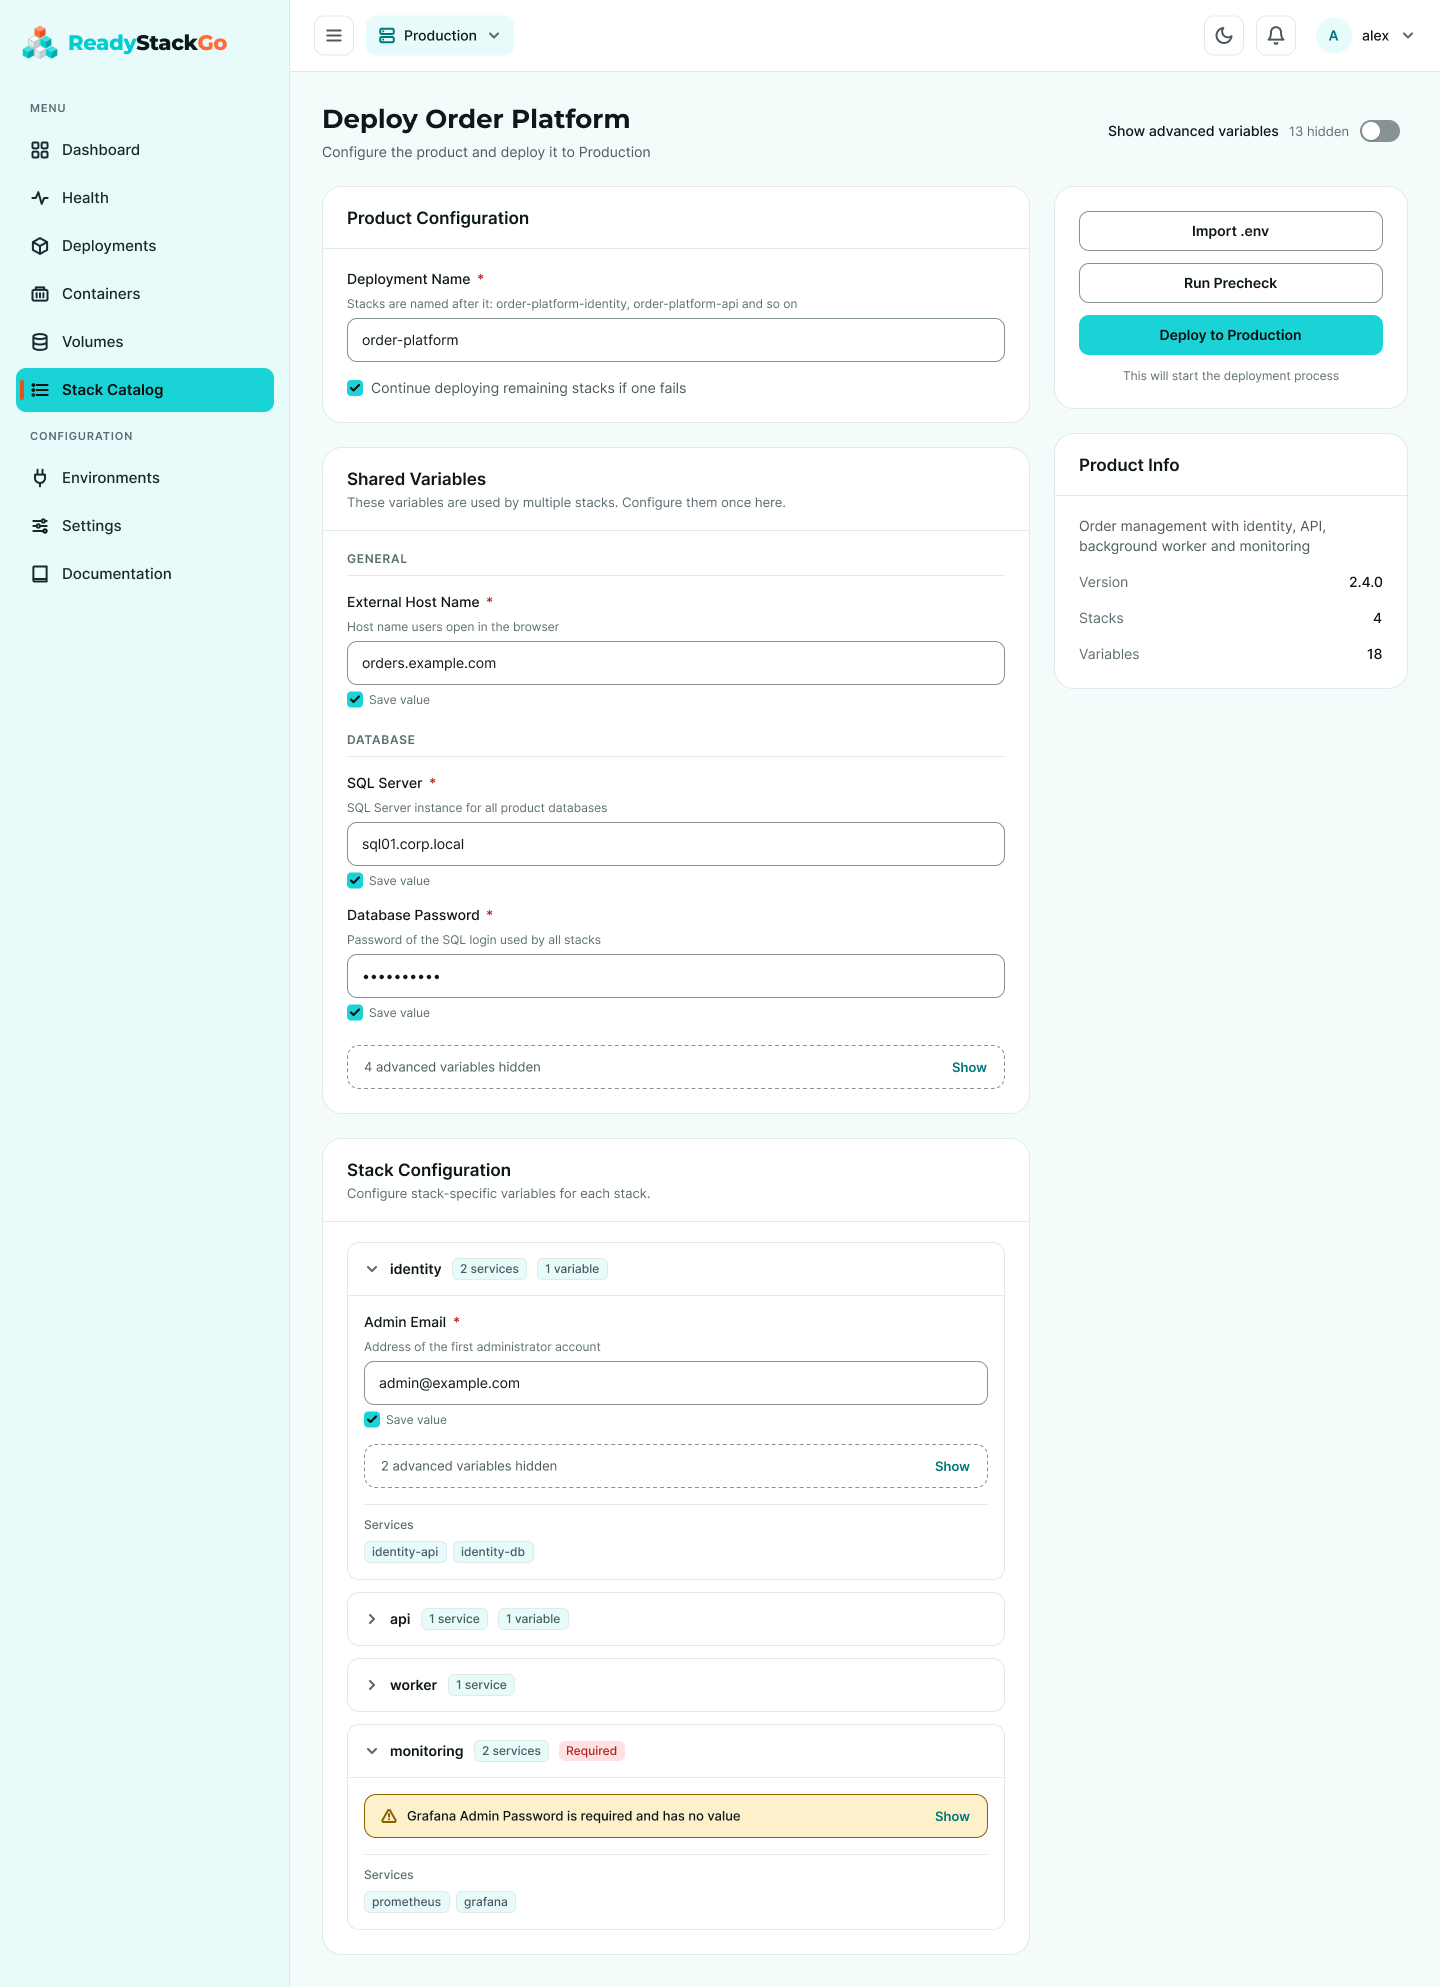 ReadyStackGo
MENU
Dashboard
Health
Deployments
Containers
Volumes
Stack Catalog
CONFIGURATION
Environments
Settings
Documentation
Production
A
alex
Deploy Order Platform
Configure the product and deploy it to Production
Show advanced variables 13 hidden
Product Configuration
Deployment Name *
Stacks are named after it: order-platform-identity, order-platform-api and so on
order-platform
Continue deploying remaining stacks if one fails
Shared Variables
These variables are used by multiple stacks. Configure them once here.
GENERAL
External Host Name *
Host name users open in the browser
orders.example.com
Save value
DATABASE
SQL Server *
SQL Server instance for all product databases
sql01.corp.local
Save value
Database Password *
Password of the SQL login used by all stacks
••••••••••
Save value
4 advanced variables hidden Show
Stack Configuration
Configure stack-specific variables for each stack.
identity 2 services 1 variable
Admin Email *
Address of the first administrator account
admin@example.com
Save value
2 advanced variables hidden Show
Services
identity-api identity-db
api 1 service 1 variable
worker 1 service
monitoring 2 services Required
Grafana Admin Password is required and has no value Show
Services
prometheus grafana
Import .env
Run Precheck
Deploy to Production
This will start the deployment process
Product Info
Order management with identity, API,
background worker and monitoring
Version 2.4.0
Stacks 4
Variables 18